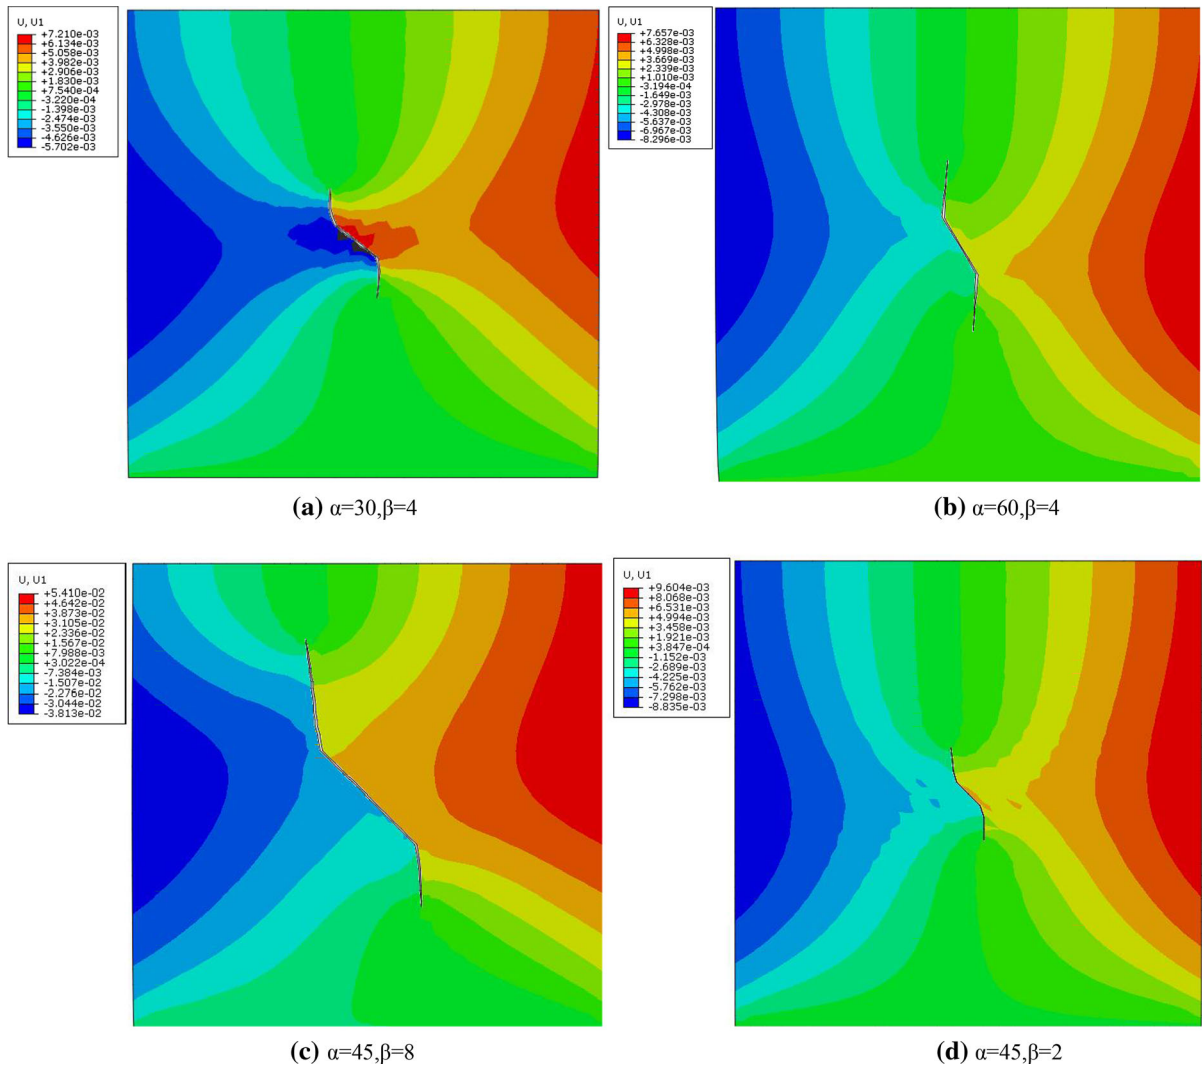 U, U1
+7.210e-03
+6.134e-03
+5.058e-03
+3.982e-03
+2.906e-03
+1.830e-03
+7.540e-04
-3.220e-04
-1.398e-03
-2.474e-03
-3.550e-03
-4.626e-03
-5.702e-03
(a) α=30,β=4
U, U1
+7.657e-03
+6.328e-03
+4.998e-03
+3.669e-03
+2.339e-03
+1.010e-03
-3.194e-04
-1.649e-03
-2.978e-03
-4.308e-03
-5.637e-03
-6.967e-03
-8.296e-03
(b) α=60,β=4
U, U1
+5.410e-02
+4.642e-02
+3.873e-02
+3.105e-02
+2.336e-02
+1.567e-02
+7.988e-03
+3.022e-04
-7.384e-03
-1.507e-02
-2.276e-02
-3.044e-02
-3.813e-02
(c) α=45,β=8
U, U1
+9.604e-03
+8.068e-03
+6.531e-03
+4.994e-03
+3.458e-03
+1.921e-03
+3.847e-04
-1.152e-03
-2.689e-03
-4.225e-03
-5.762e-03
-7.298e-03
-8.835e-03
(d) α=45,β=2